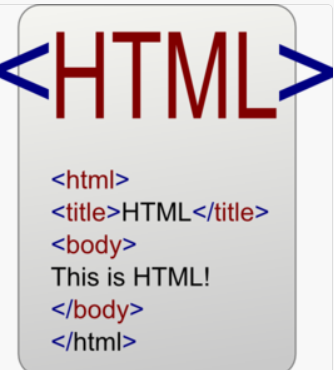 <HTML>
<html>
<title>HTML</title>
<body>
This is HTML!
</body>
</html>